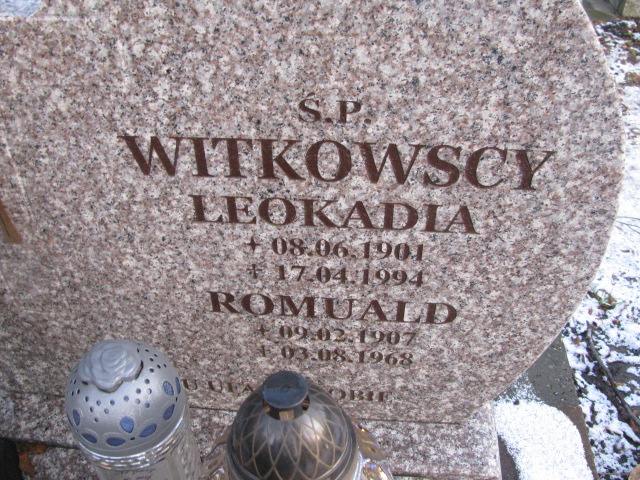 Ś.P.
WITKOWSCY
LEOKADIA
08.06.1901
✝ 17.04.1994
ROMUALD
09.02.1907
✝ 03.08.1968